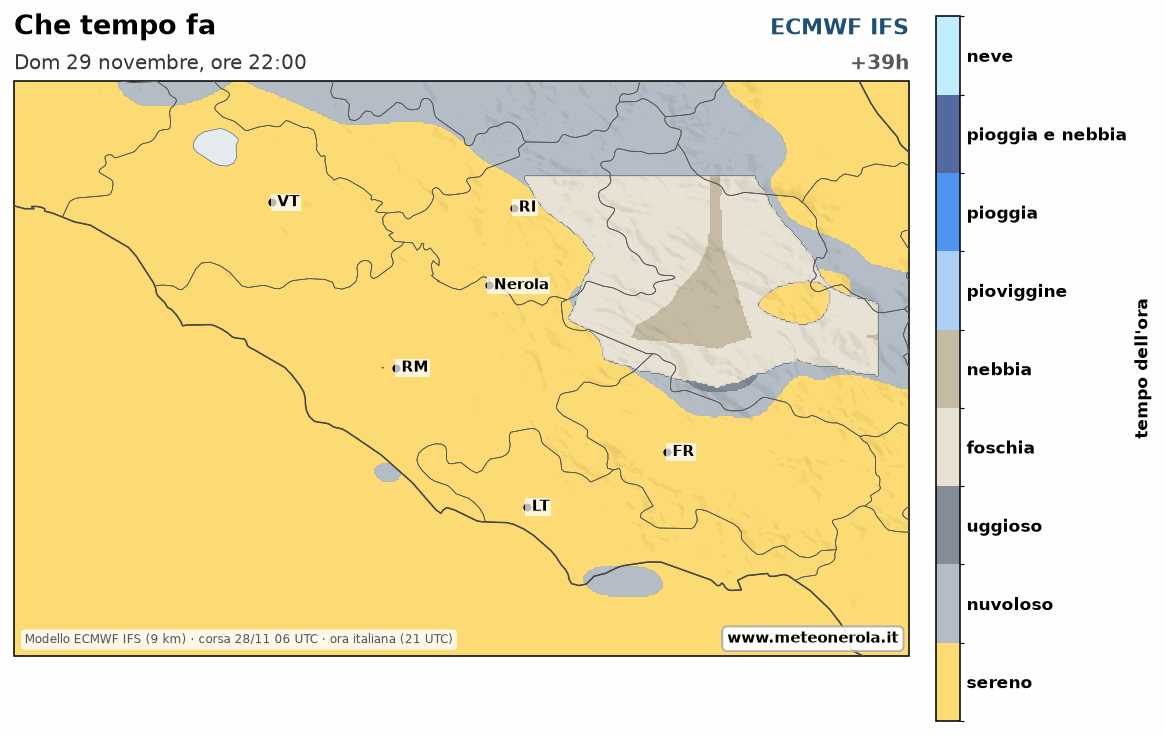 Che tempo fa
ECMWF IFS
Dom 29 novembre, ore 22:00
+39h
VT
RI
Nerola
RM
FR
LT
Modello ECMWF IFS (9 km) · corsa 28/11 06 UTC · ora italiana (21 UTC)
www.meteonerola.it
neve
pioggia e nebbia
pioggia
pioviggine
nebbia
foschia
uggioso
nuvoloso
sereno
tempo dell'ora